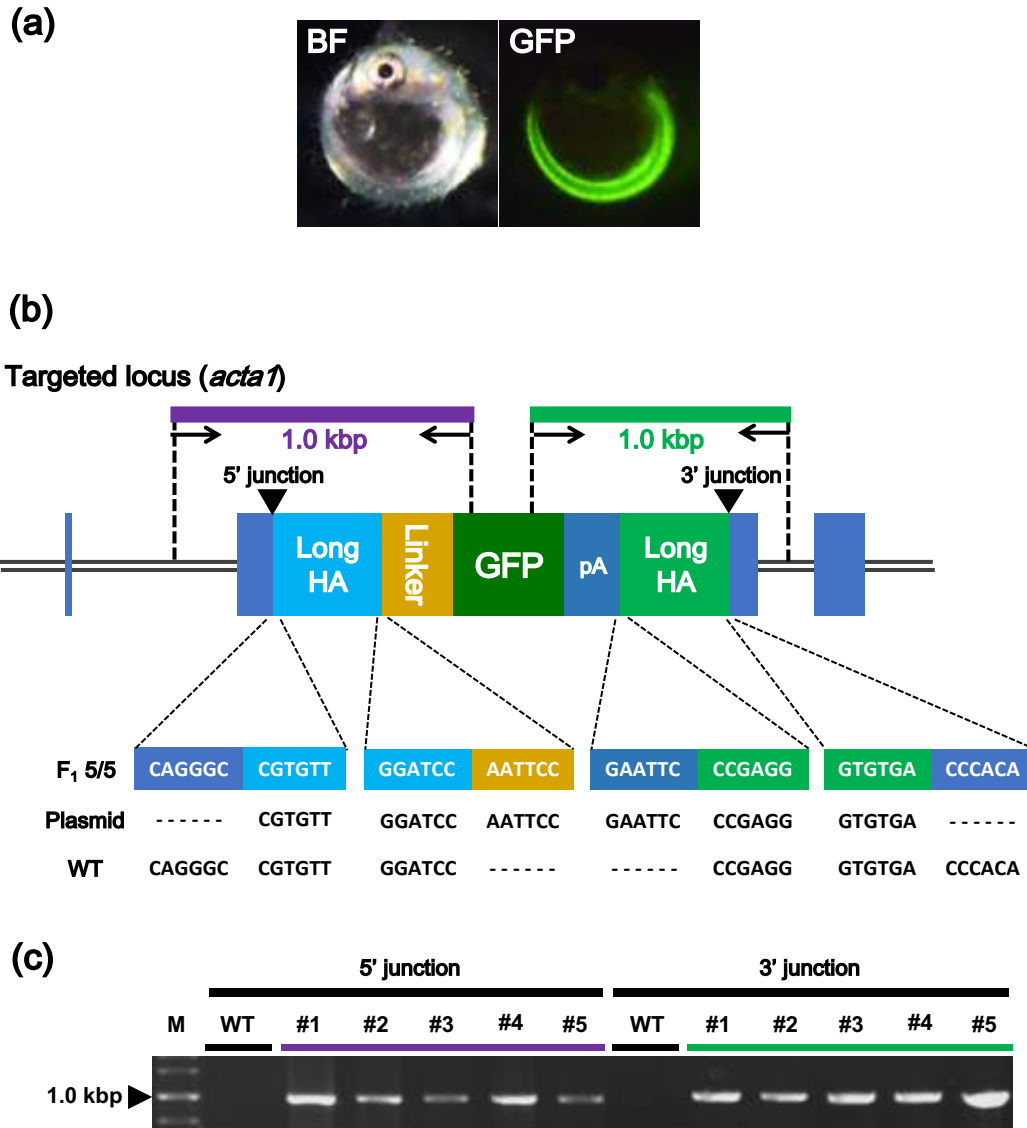 (a)
BF GFP
(b)
Targeted locus (acta1)
1.0 kbp 1.0 kbp
5' junction 3' junction
Long HA Linker GFP pA Long HA
F1 5/5 CAGGGC CGTGTT GGATCC AATTCC GAATTC CCGAGG GTGTGA CCCACA
Plasmid - - - - - - CGTGTT GGATCC AATTCC GAATTC CCGAGG GTGTGA - - - - - -
WT CAGGGC CGTGTT GGATCC - - - - - - - - - - - - CCGAGG GTGTGA CCCACA
(c)
5' junction 3' junction
M WT #1 #2 #3 #4 #5 WT #1 #2 #3 #4 #5
1.0 kbp